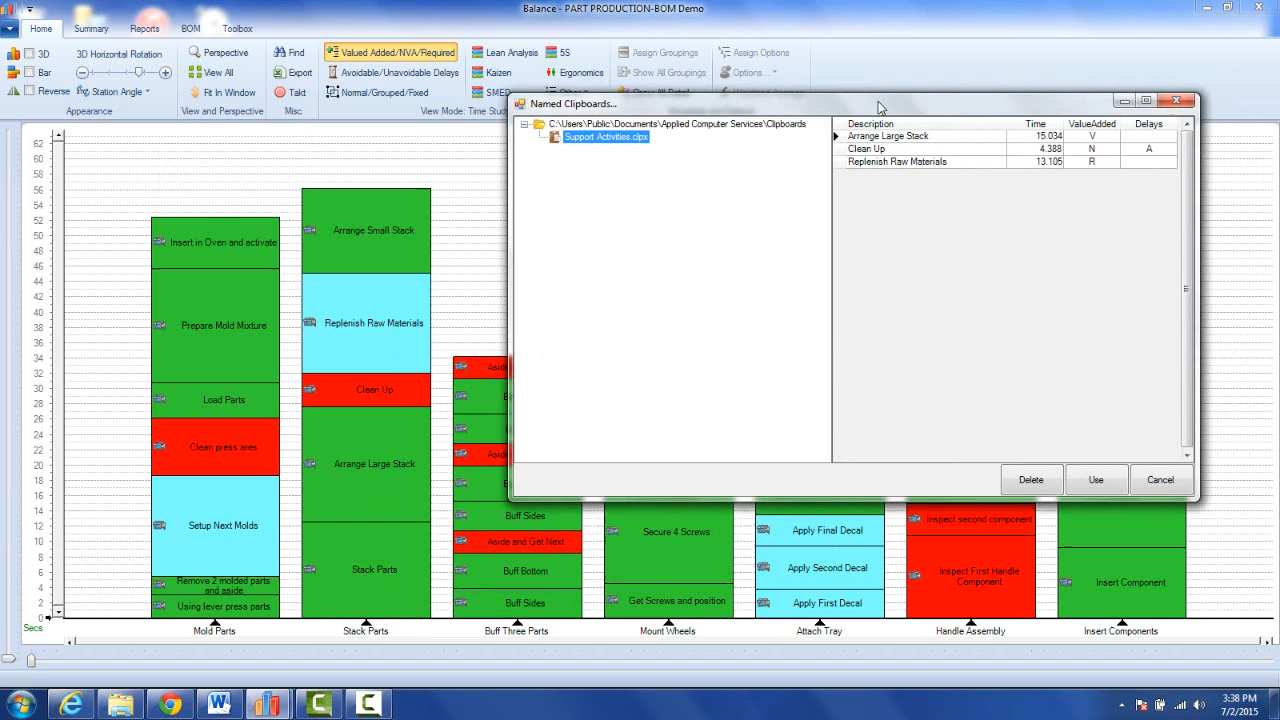 Balance - PART PRODUCTION-BOM Demo
Home Summary Reports BOM Toolbox
3D 3D Horizontal Rotation Perspective Find Valued Added/NVA/Required Lean Analysis 5S Assign Groupings Assign Options
Bar View All Export Avoidable/Unavoidable Delays Kaizen Ergonomics Show All Groupings Options...
Reverse Station Angle Fit In Window Takt Normal/Grouped/Fixed SMED
Appearance View and Perspective Misc View Mode: Time Stud
Named Clipboards...
C:\Users\Public\Documents\Applied Computer Services\Clipboards
Support Activities.clpx
Description Time ValueAdded Delays
Arrange Large Stack 15.034 V
Clean Up 4.388 N A
Replenish Raw Materials 13.105 R
Delete Use Cancel
62
60
58
56
54
52
50
48
46
44
42
40
38
36
34
32
30
28
26
24
22
20
18
16
14
12
10
8
6
4
2
0
Secs
Insert in Oven and activate
Prepare Mold Mixture
Load Parts
Clean press ares
Setup Next Molds
Remove 2 molded parts
and aside
Using lever press parts
Mold Parts
Arrange Small Stack
Replenish Raw Materials
Clean Up
Arrange Large Stack
Stack Parts
Stack Parts
Buff Sides
Aside and Get Next
Buff Bottom
Buff Sides
Buff Three Parts
Secure 4 Screws
Get Screws and position
Mount Wheels
Apply Final Decal
Apply Second Decal
Apply First Decal
Attach Tray
Inspect second component
Inspect First Handle
Component
Handle Assembly
Insert Component
Insert Components
3:38 PM
7/2/2015